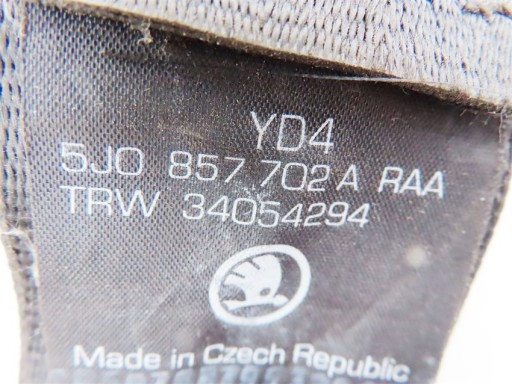 YD4
5J0 857 702 A RAA
TRW 34054294
Made in Czech Republic